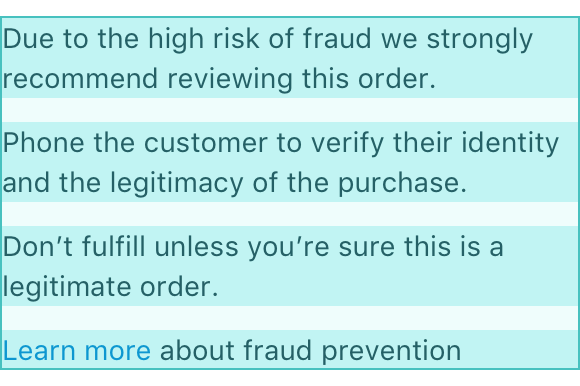 Due to the high risk of fraud we strongly
recommend reviewing this order.
Phone the customer to verify their identity
and the legitimacy of the purchase.
Don’t fulfill unless you’re sure this is a
legitimate order.
Learn more about fraud prevention